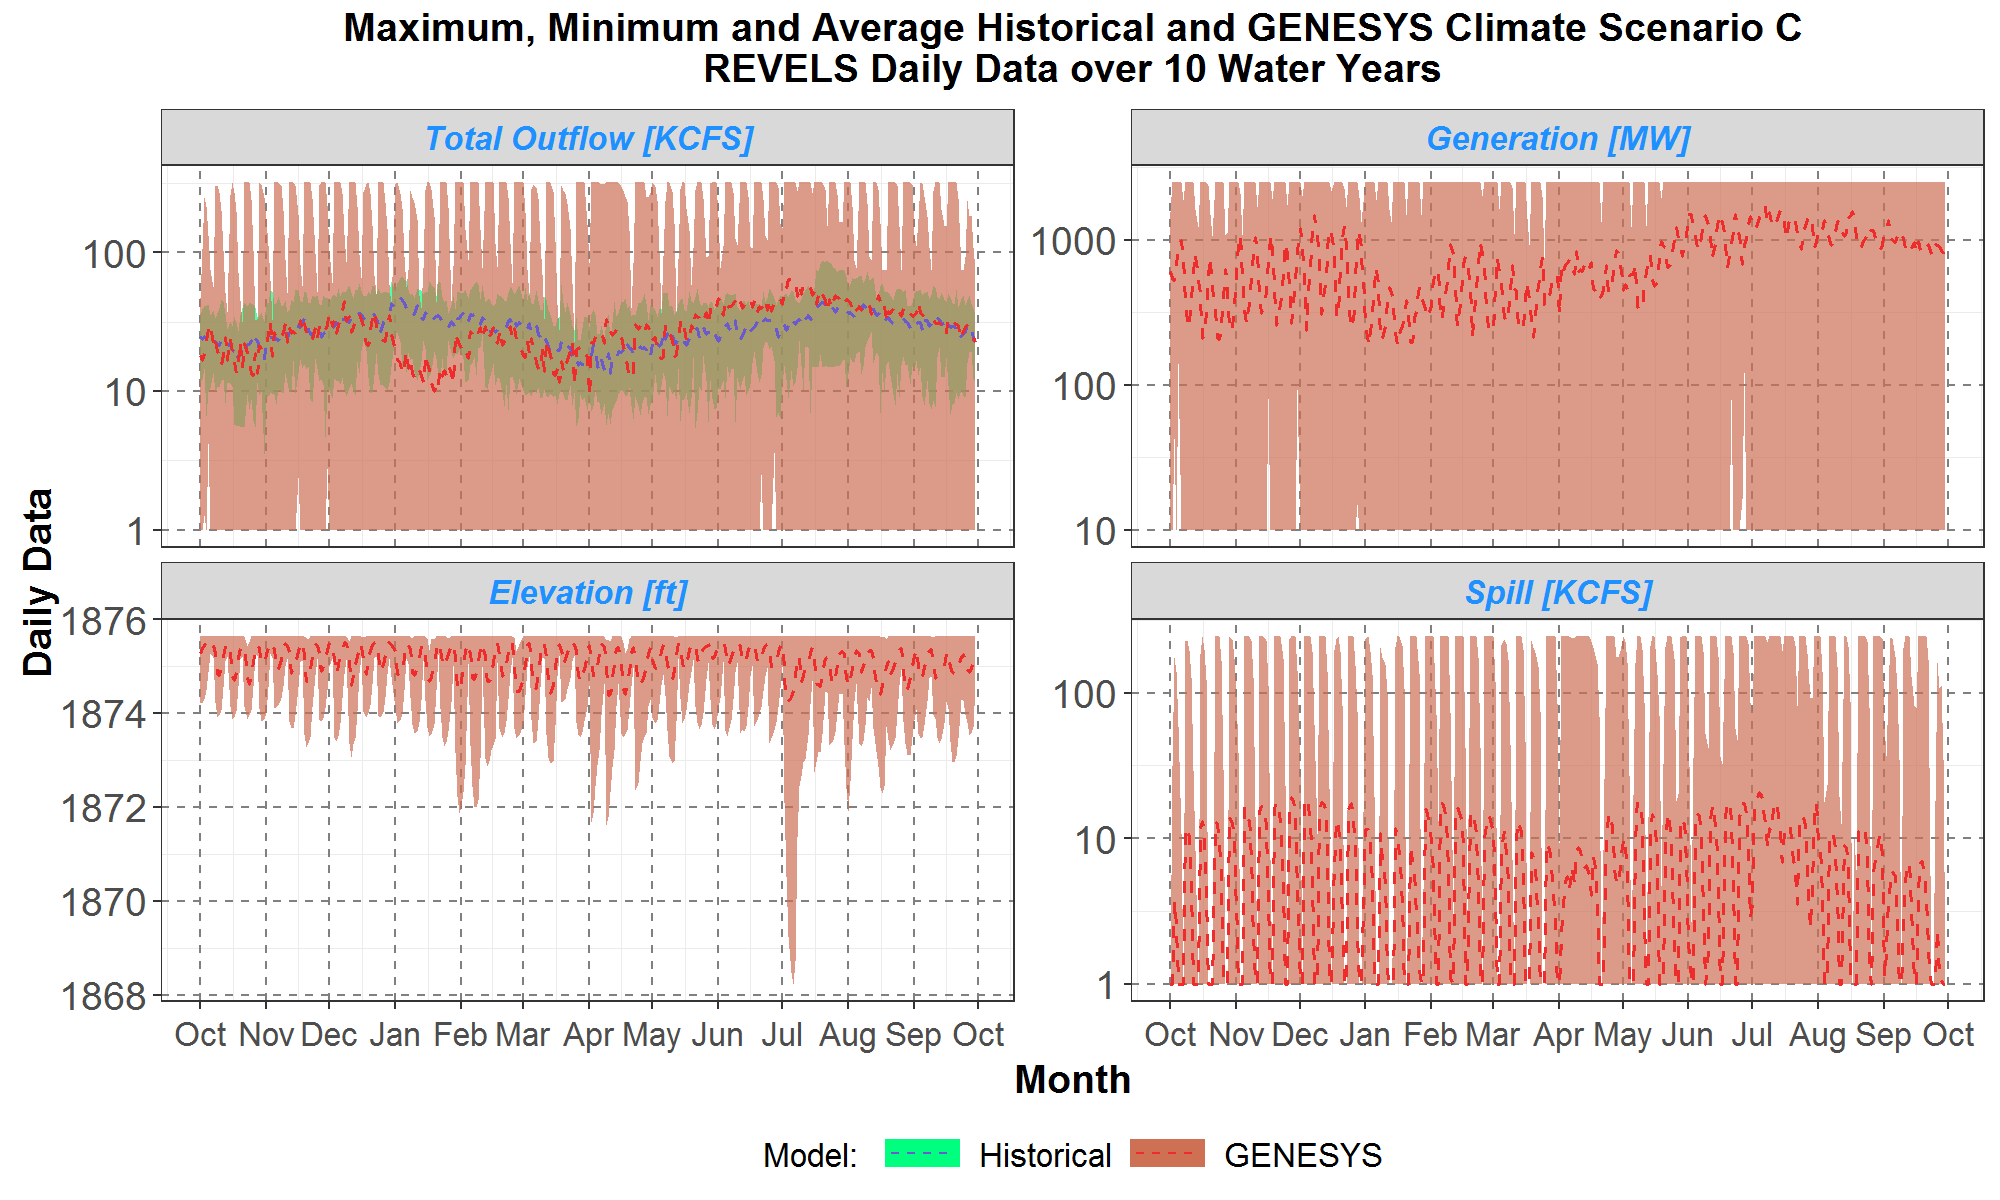 Maximum, Minimum and Average Historical and GENESYS Climate Scenario C
REVELS Daily Data over 10 Water Years
Total Outflow [KCFS]
Generation [MW]
100
10
1
1000
100
10
Daily Data
Elevation [ft]
Spill [KCFS]
1876
1874
1872
1870
1868
100
10
1
Oct Nov Dec Jan Feb Mar Apr May Jun Jul Aug Sep Oct
Oct Nov Dec Jan Feb Mar Apr May Jun Jul Aug Sep Oct
Month
Model: Historical GENESYS